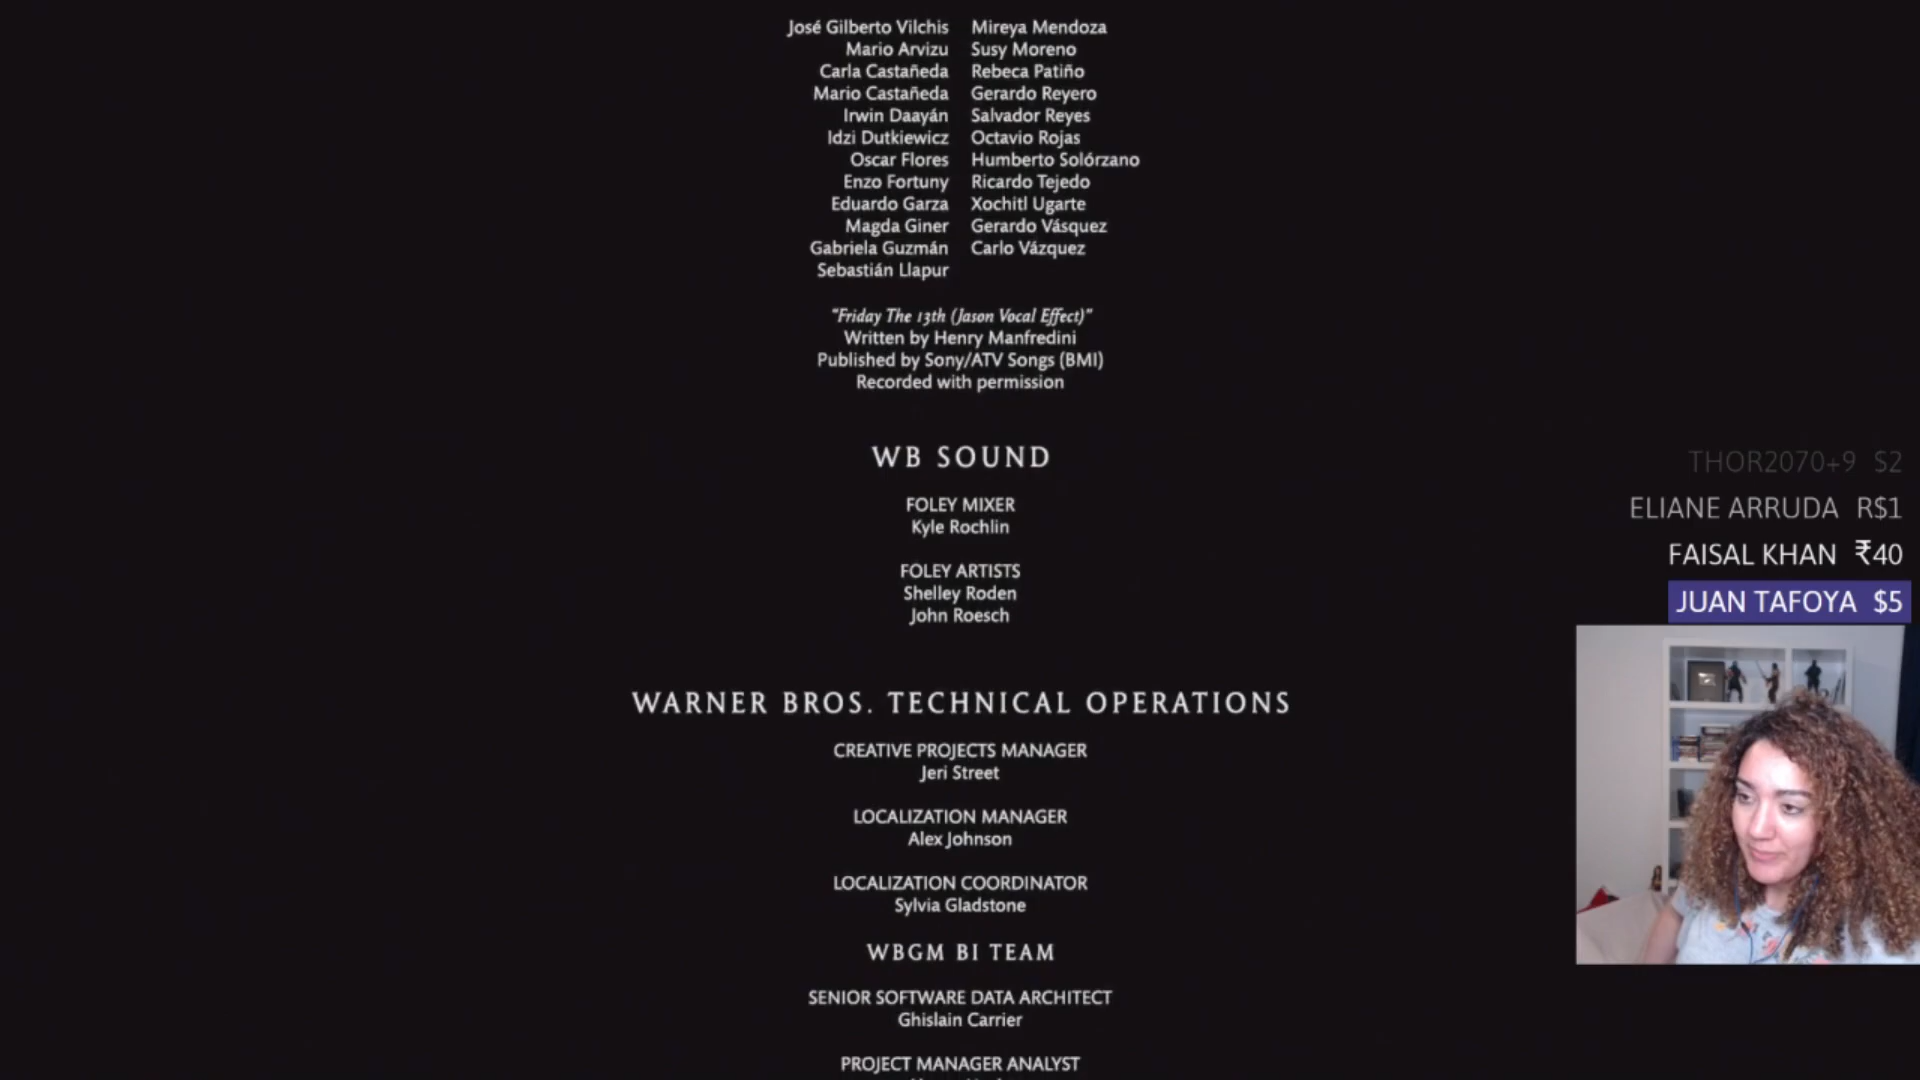 José Gilberto Vilchis Mireya Mendoza
Mario Arvizu Susy Moreno
Carla Castañeda Rebeca Patiño
Mario Castañeda Gerardo Reyero
Irwin Daayán Salvador Reyes
Idzi Dutkiewicz Octavio Rojas
Oscar Flores Humberto Solórzano
Enzo Fortuny Ricardo Tejedo
Eduardo Garza Xochitl Ugarte
Magda Giner Gerardo Vásquez
Gabriela Guzmán Carlo Vázquez
Sebastián Llapur
"Friday The 13th (Jason Vocal Effect)"
Written by Henry Manfredini
Published by Sony/ATV Songs (BMI)
Recorded with permission
WB SOUND
FOLEY MIXER
Kyle Rochlin
FOLEY ARTISTS
Shelley Roden
John Roesch
WARNER BROS. TECHNICAL OPERATIONS
CREATIVE PROJECTS MANAGER
Jeri Street
LOCALIZATION MANAGER
Alex Johnson
LOCALIZATION COORDINATOR
Sylvia Gladstone
WBGM BI TEAM
SENIOR SOFTWARE DATA ARCHITECT
Ghislain Carrier
PROJECT MANAGER ANALYST
THOR2070+9 $2
ELIANE ARRUDA R$1
FAISAL KHAN ₹40
JUAN TAFOYA $5